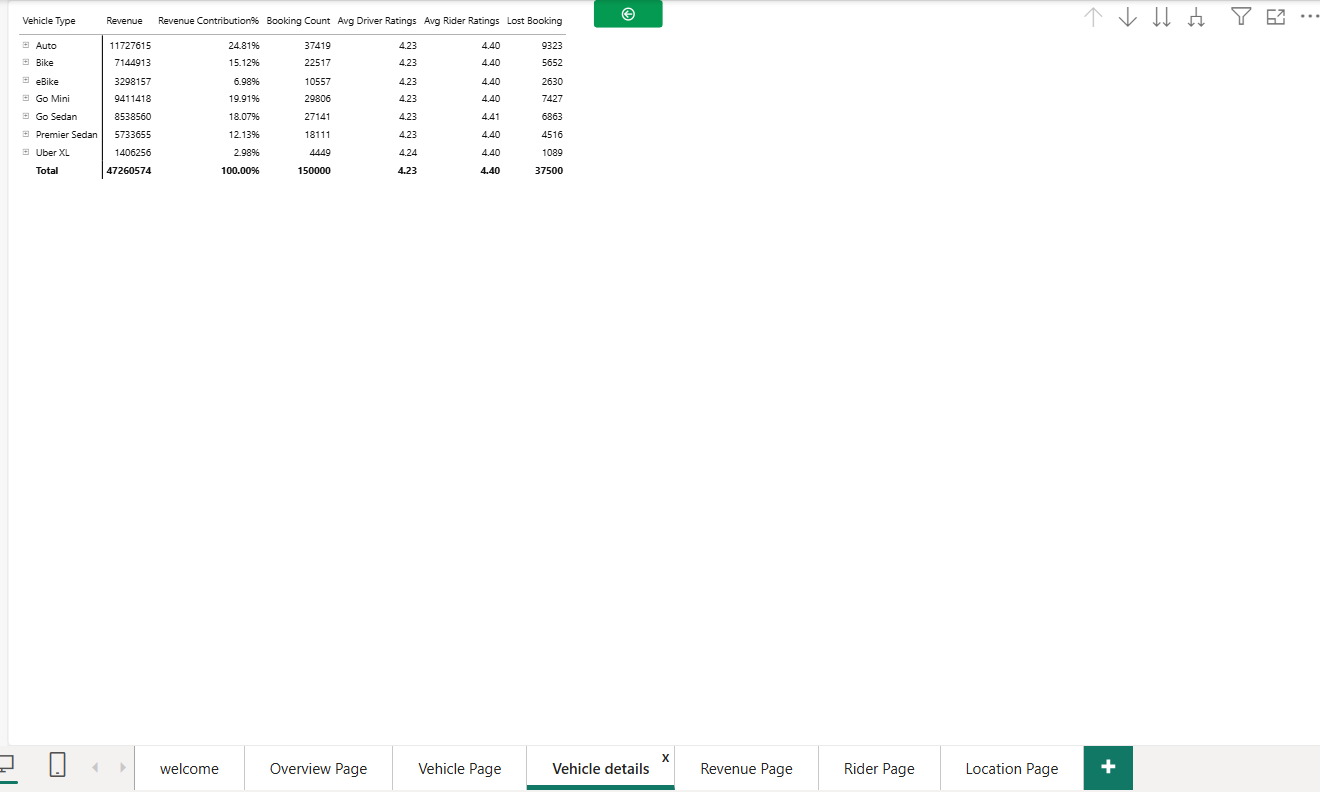 Vehicle Type Revenue Revenue Contribution% Booking Count Avg Driver Ratings Avg Rider Ratings Lost Booking
Auto 11727615 24.81% 37419 4.23 4.40 9323
Bike 7144913 15.12% 22517 4.23 4.40 5652
eBike 3298157 6.98% 10557 4.23 4.40 2630
Go Mini 9411418 19.91% 29806 4.23 4.40 7427
Go Sedan 8538560 18.07% 27141 4.23 4.41 6863
Premier Sedan 5733655 12.13% 18111 4.23 4.40 4516
Uber XL 1406256 2.98% 4449 4.24 4.40 1089
Total 47260574 100.00% 150000 4.23 4.40 37500
welcome Overview Page Vehicle Page Vehicle details X Revenue Page Rider Page Location Page +